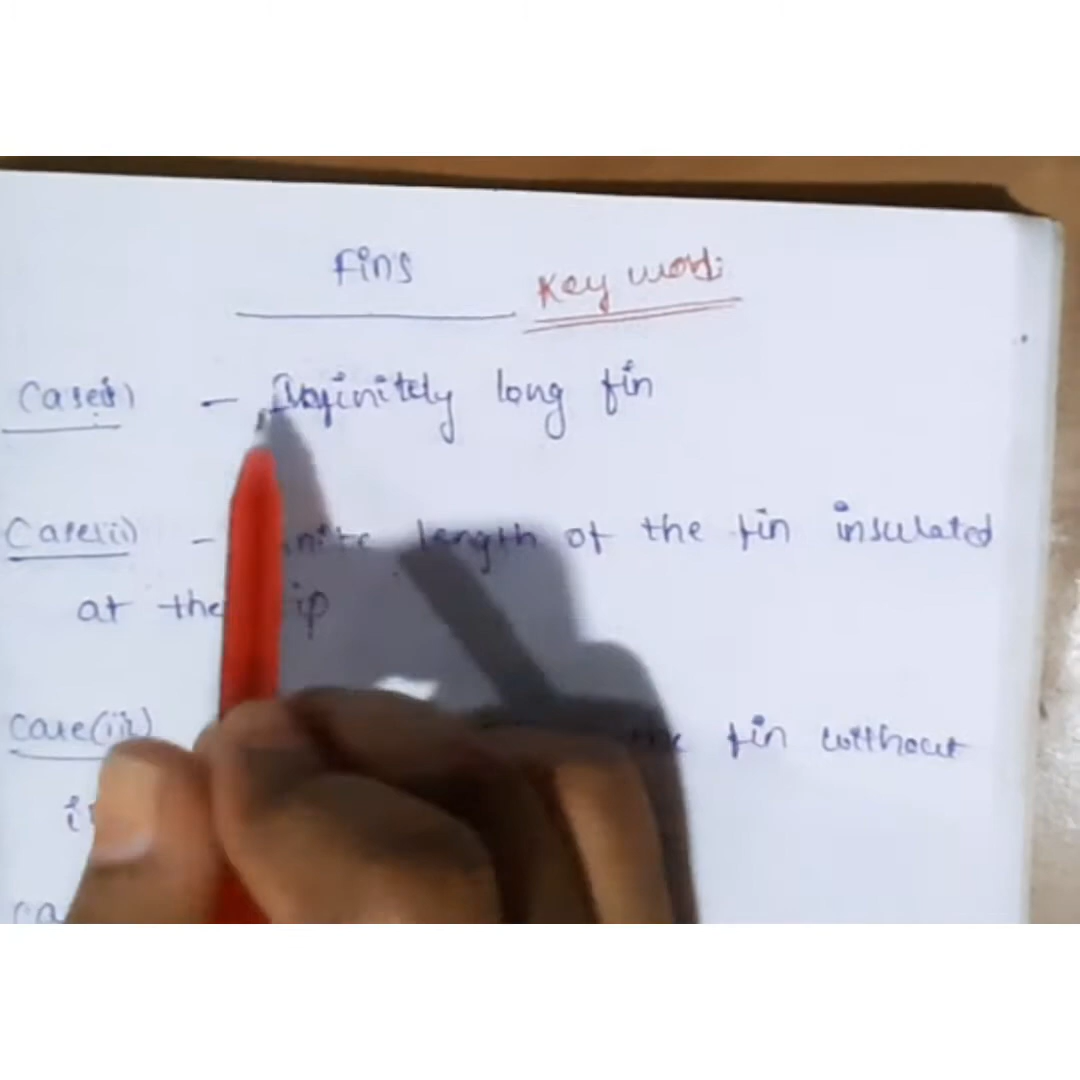 Fins Key word:
Case(i) - Infinitely long fin
Case(ii) - length of the fin insulated
at the
Case(iii) fin without